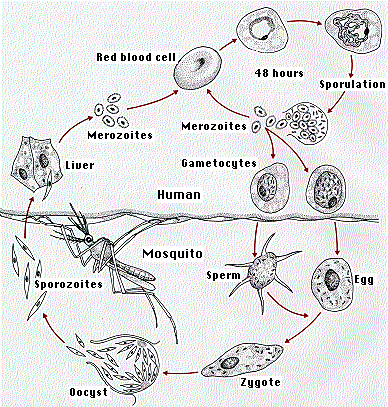 Red blood cell
48 hours
Sporulation
Merozoites
Merozoites
Liver
Gametocytes
Human
Mosquito
Sporozoites
Sperm
Egg
Zygote
Oocyst